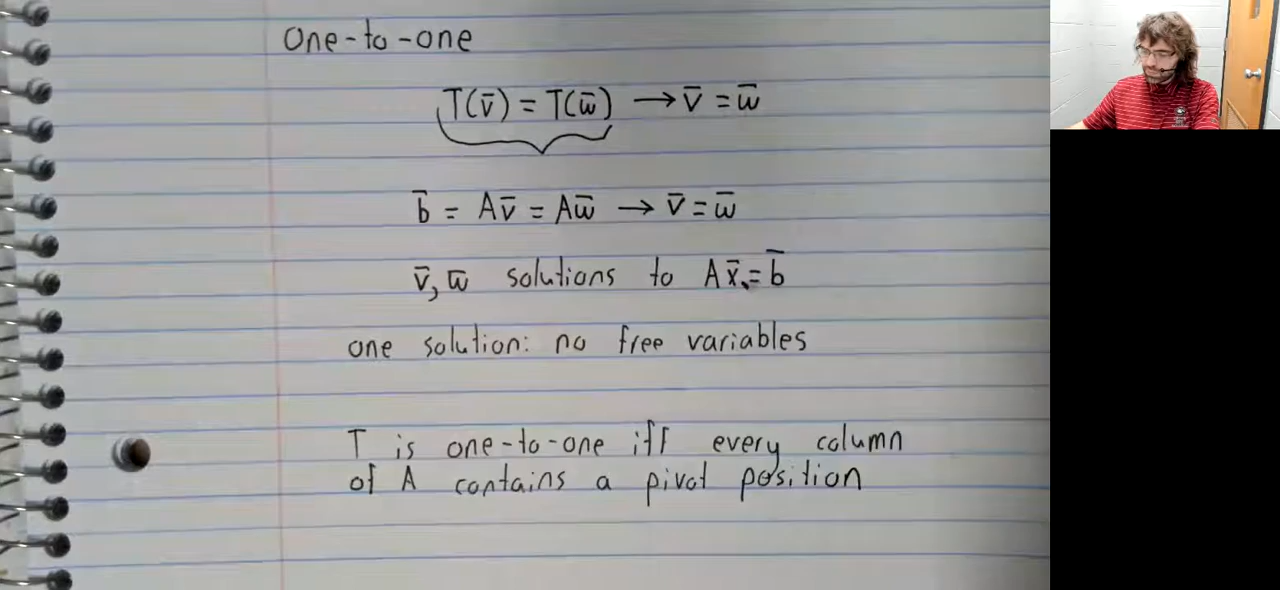 one-to-one
T(v̄) = T(w̄) → v̄ = w̄
b̄ = Av̄ = Aw̄ → v̄ = w̄
v̄, w̄ solutions to Ax̄ = b̄
one solution: no free variables
T is one-to-one iff every column
of A contains a pivot position